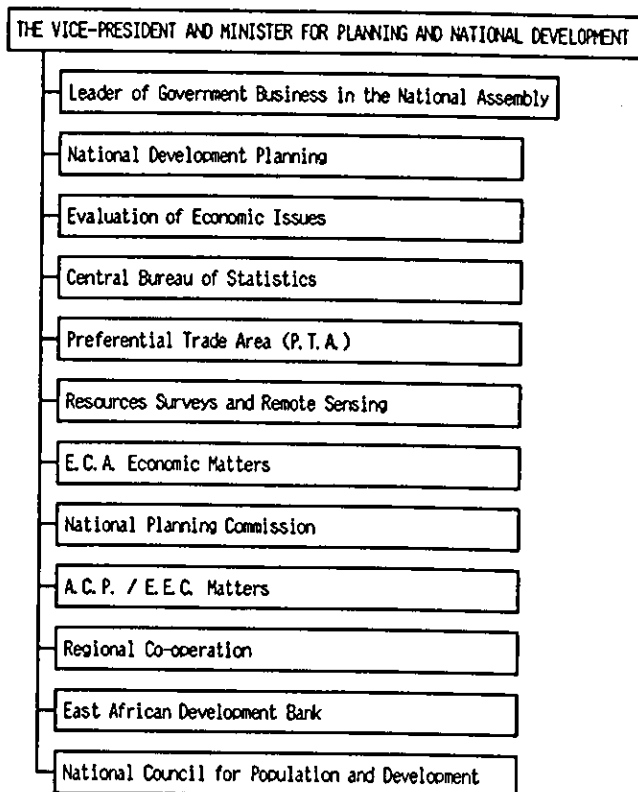 THE VICE-PRESIDENT AND MINISTER FOR PLANNING AND NATIONAL DEVELOPMENT
Leader of Government Business in the National Assembly
National Development Planning
Evaluation of Economic Issues
Central Bureau of Statistics
Preferential Trade Area (P.T.A.)
Resources Surveys and Remote Sensing
E.C.A. Economic Matters
National Planning Commission
A.C.P. / E.E.C. Matters
Regional Co-operation
East African Development Bank
National Council for Population and Development